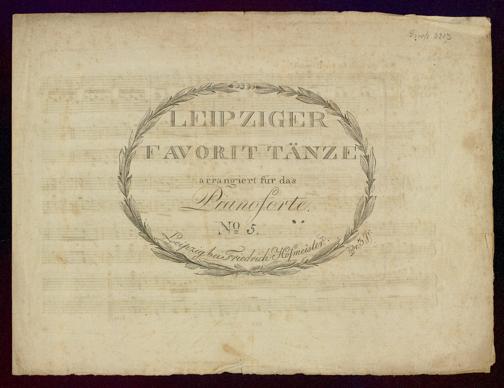 LEIPZIGER
FAVORIT TÄNZE
arrangiert für das
Pianoforte.
No. 5.
Leipzig bei Friedrich Hofmeister.